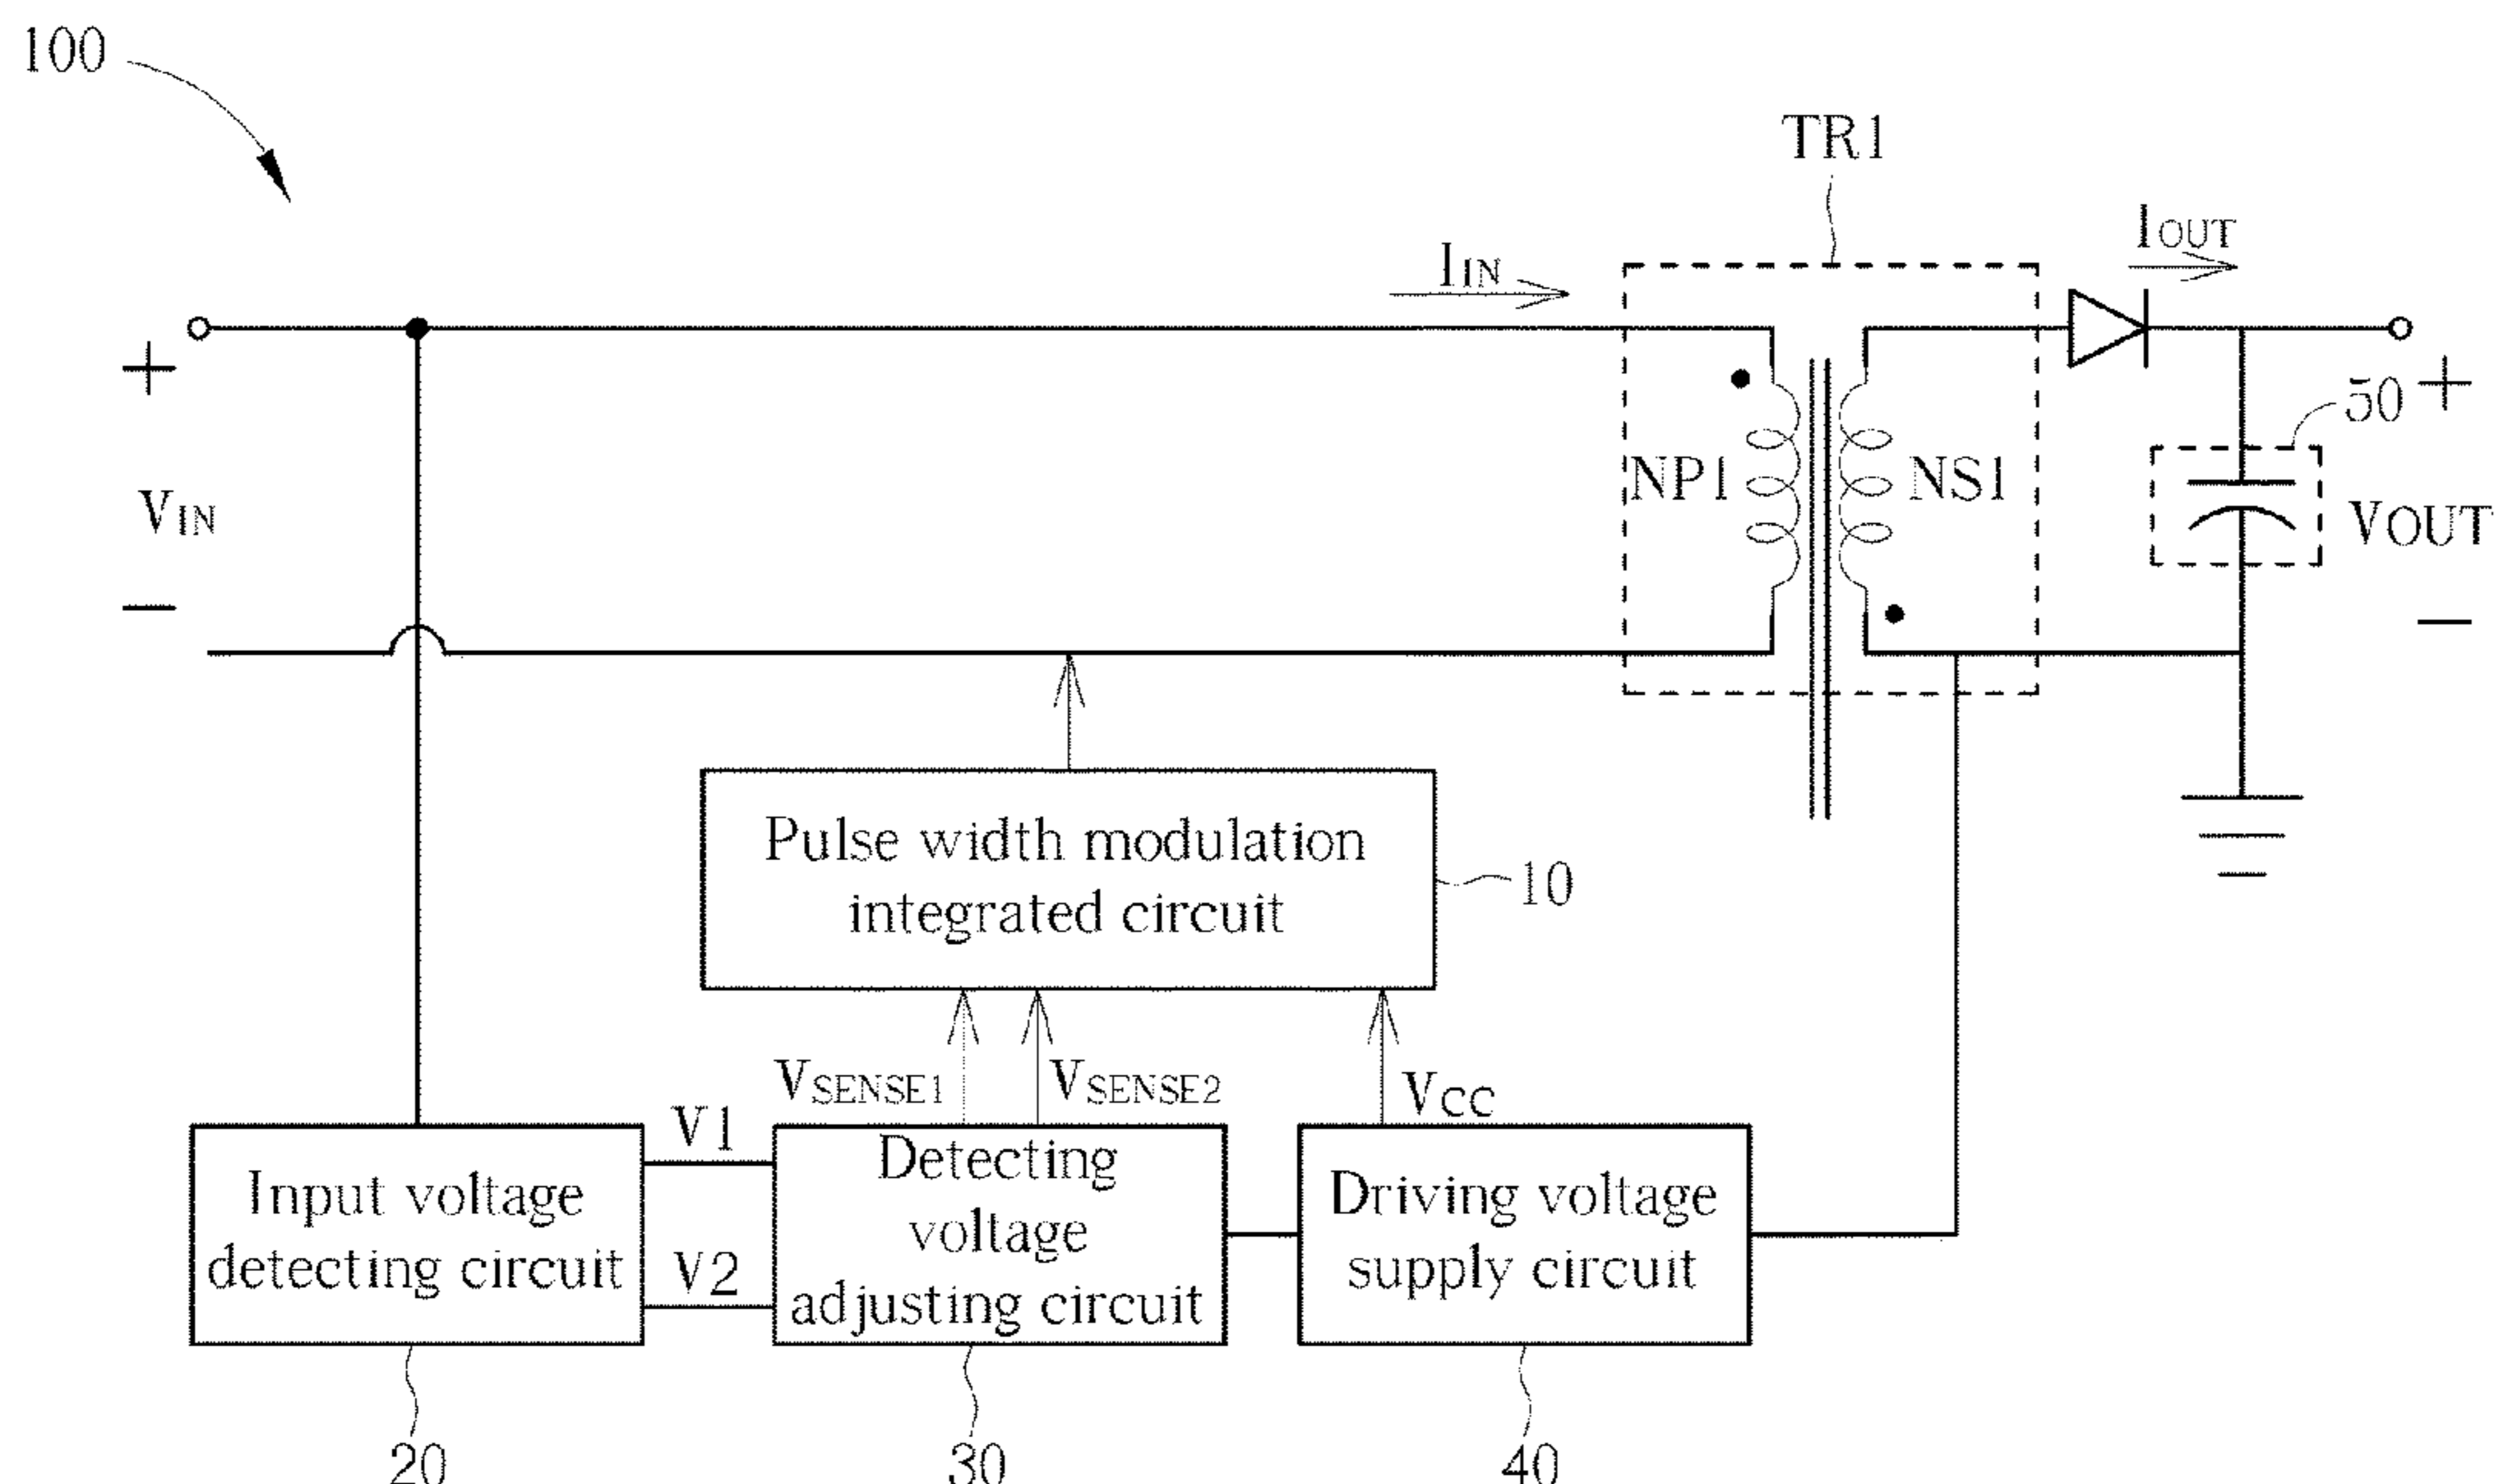 100
TR1
IIN
IOUT
+
+
50
NP1
NS1
VIN
VOUT
−
−
Pulse width modulation
integrated circuit
10
VSENSE1
VSENSE2
VCC
V1
V2
Input voltage
detecting circuit
Detecting
voltage
adjusting circuit
Driving voltage
supply circuit
20
30
40